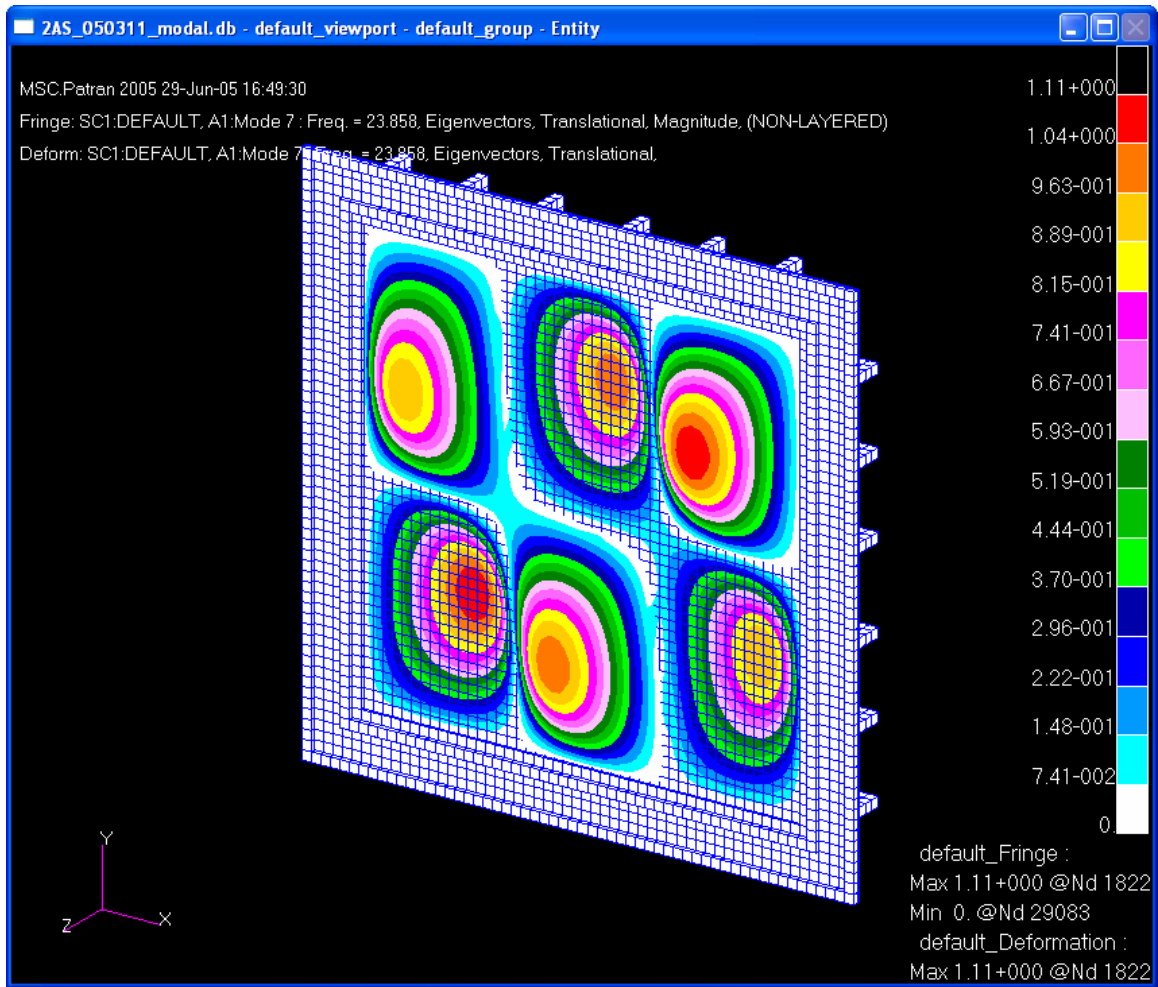 2AS_050311_modal.db - default_viewport - default_group - Entity
MSC.Patran 2005 29-Jun-05 16:49:30
Fringe: SC1:DEFAULT, A1:Mode 7 : Freq. = 23.858, Eigenvectors, Translational, Magnitude, (NON-LAYERED)
Deform: SC1:DEFAULT, A1:Mode 7 : Freq. = 23.858, Eigenvectors, Translational,
1.11+000
1.04+000
9.63-001
8.89-001
8.15-001
7.41-001
6.67-001
5.93-001
5.19-001
4.44-001
3.70-001
2.96-001
2.22-001
1.48-001
7.41-002
0.
default_Fringe :
Max 1.11+000 @Nd 1822
Min 0. @Nd 29083
default_Deformation :
Max 1.11+000 @Nd 1822
Y
Z
X